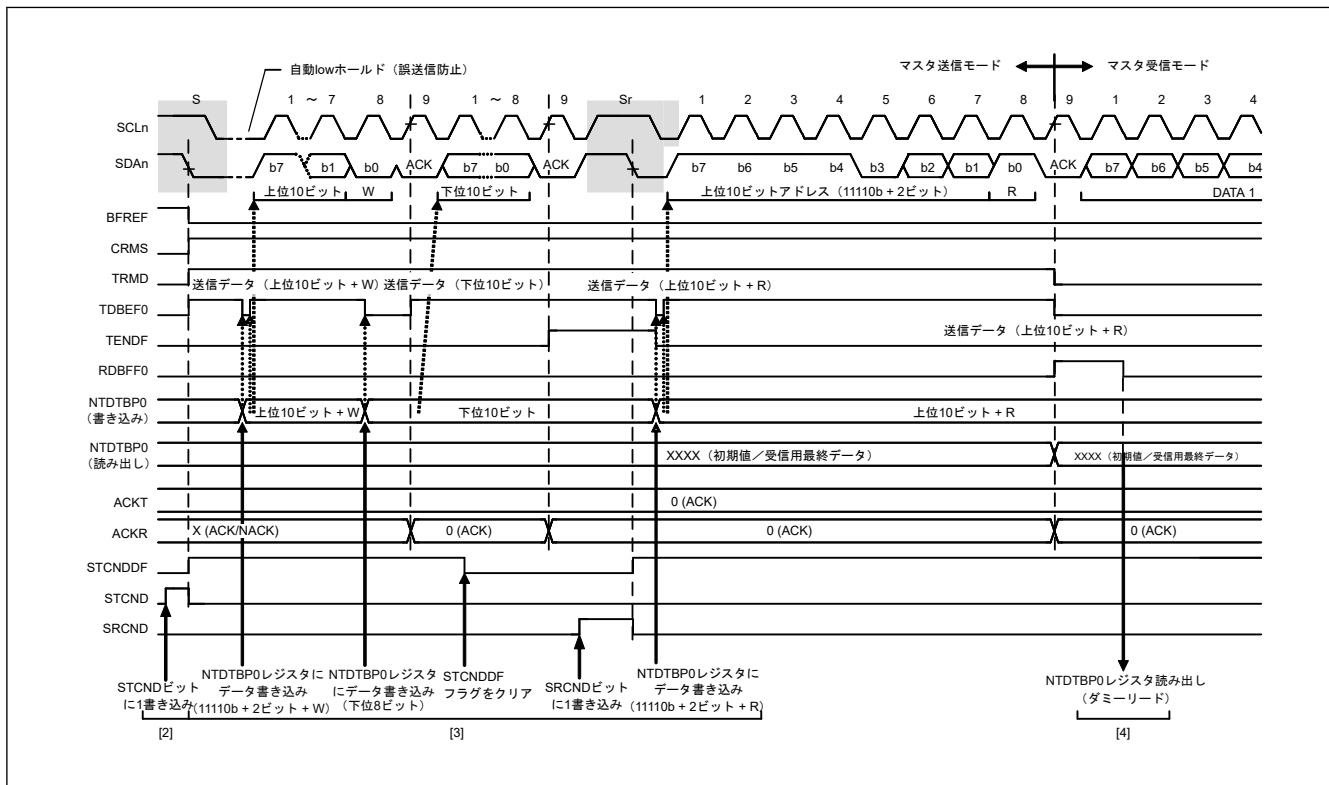 マスタ送信モード マスタ受信モード
自動lowホールド（誤送信防止）
S 1 ～ 7 8 9 1 ～ 8 9 Sr 1 2 3 4 5 6 7 8 9 1 2 3 4
SCLn
SDAn b7 b1 b0 ACK b7 b0 ACK b7 b6 b5 b4 b3 b2 b1 b0 ACK b7 b6 b5 b4
上位10ビット W 下位10ビット 上位10ビットアドレス（11110b + 2ビット） R DATA 1
BFREF
CRMS
TRMD
送信データ（上位10ビット + W） 送信データ（下位10ビット） 送信データ（上位10ビット + R）
TDBEF0
TENDF 送信データ（上位10ビット + R）
RDBFF0
NTDTBP0
（書き込み） 上位10ビット + W 下位10ビット 上位10ビット + R
NTDTBP0
（読み出し） XXXX（初期値／受信用最終データ） XXXX（初期値／受信用最終データ）
ACKT 0 (ACK)
ACKR X (ACK/NACK) 0 (ACK) 0 (ACK) 0 (ACK)
STCNDDF
STCND
SRCND
STCNDビット
に1書き込み
NTDTBP0レジスタに
データ書き込み
(11110b + 2ビット + W)
NTDTBP0レジスタ
にデータ書き込み
（下位8ビット）
STCNDDF
フラグをクリア
SRCNDビット
に1書き込み
NTDTBP0レジスタに
データ書き込み
(11110b + 2ビット + R)
NTDTBP0レジスタ読み出し
（ダミーリード）
[2] [3] [4]